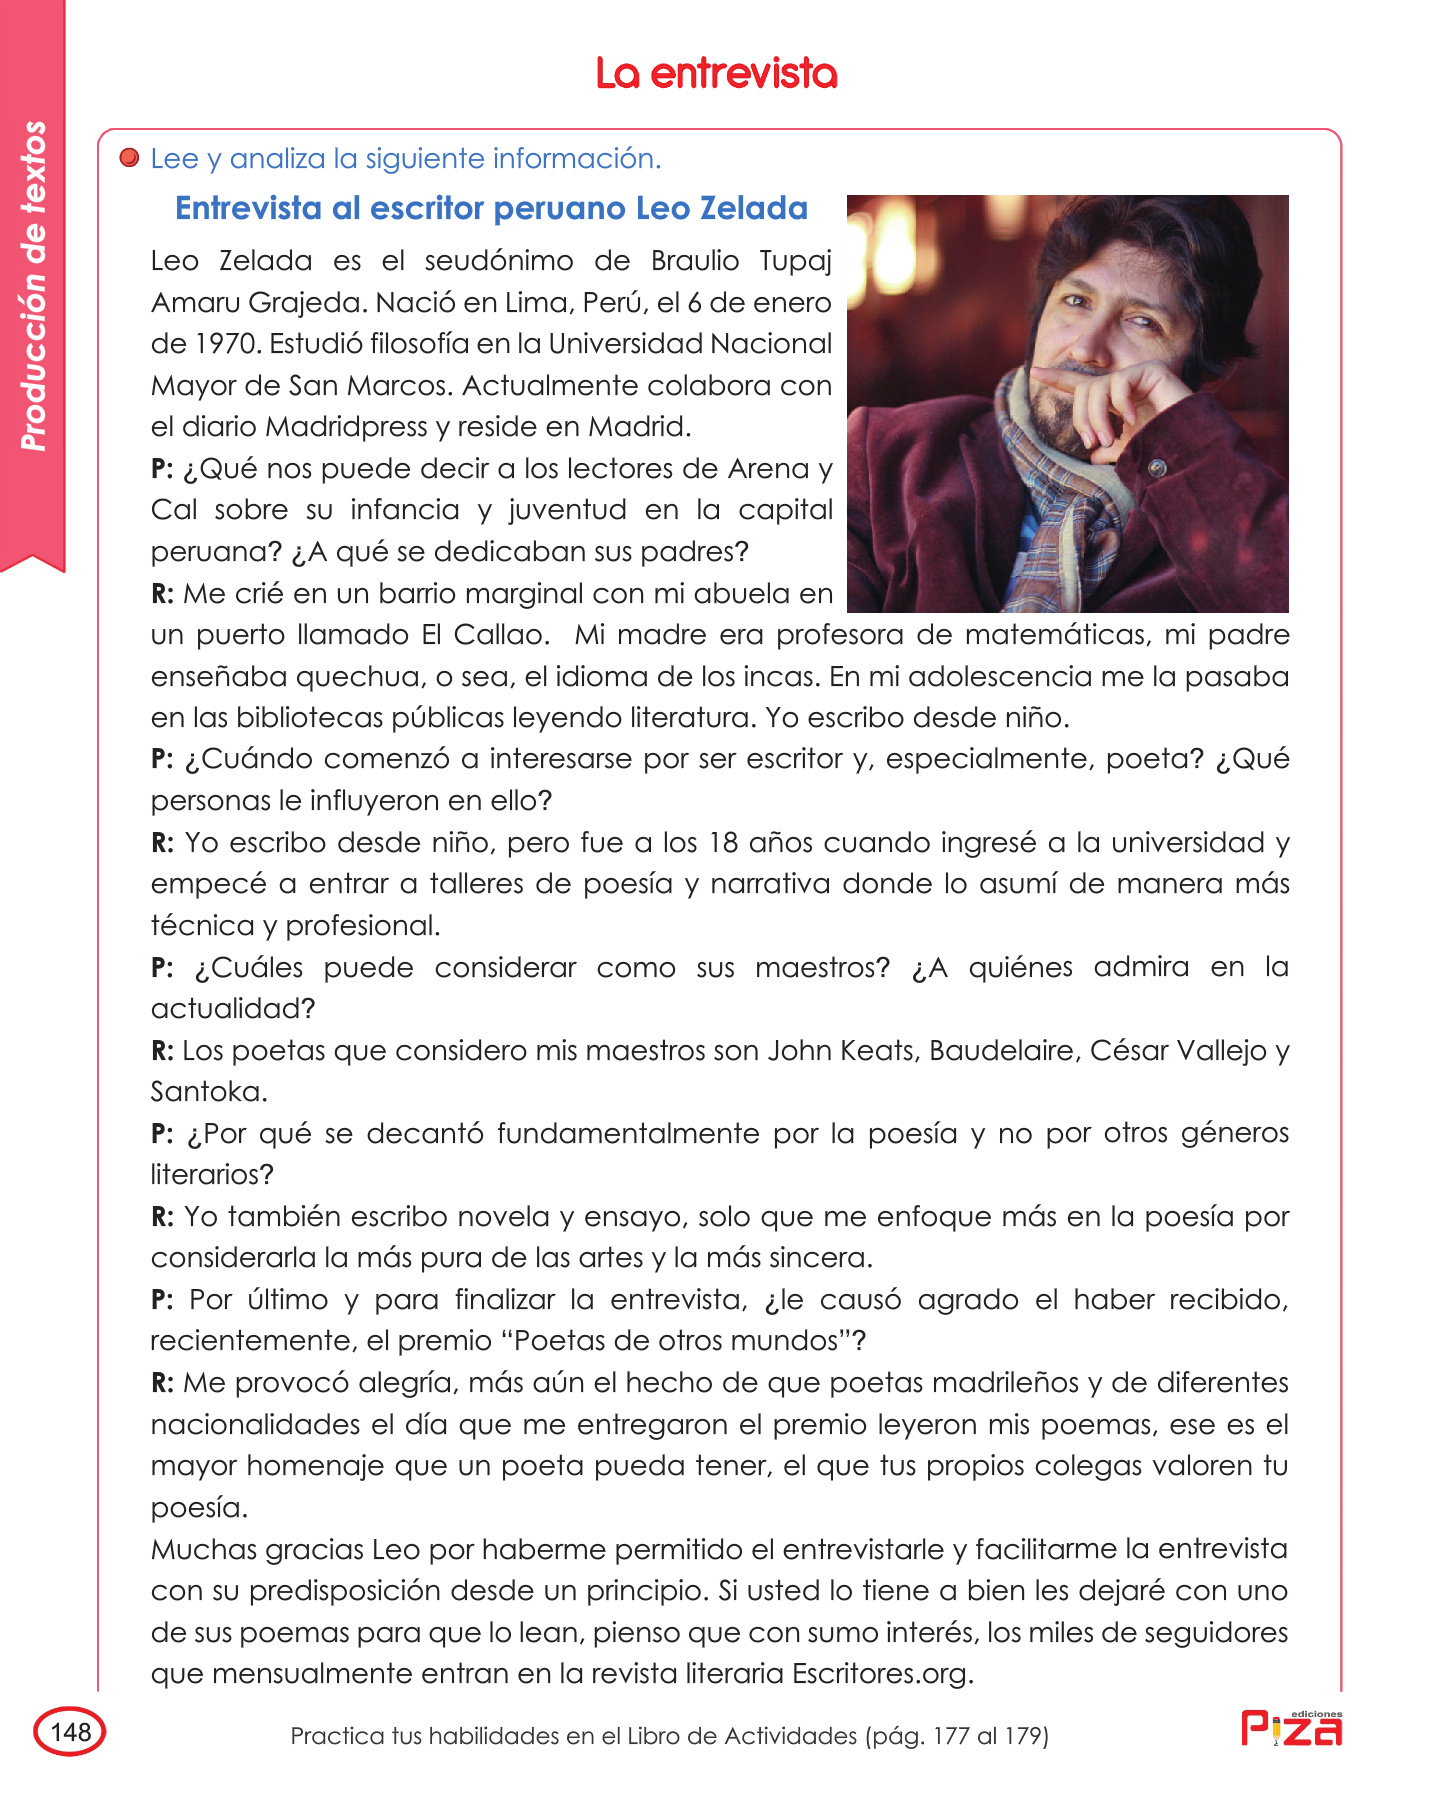 La entrevista
Producción de textos
Lee y analiza la siguiente información.
Entrevista al escritor peruano Leo Zelada
Leo Zelada es el seudónimo de Braulio Tupaj
Amaru Grajeda. Nació en Lima, Perú, el 6 de enero
de 1970. Estudió filosofía en la Universidad Nacional
Mayor de San Marcos. Actualmente colabora con
el diario Madridpress y reside en Madrid.
P: ¿Qué nos puede decir a los lectores de Arena y
Cal sobre su infancia y juventud en la capital
peruana? ¿A qué se dedicaban sus padres?
R: Me crié en un barrio marginal con mi abuela en
un puerto llamado El Callao. Mi madre era profesora de matemáticas, mi padre
enseñaba quechua, o sea, el idioma de los incas. En mi adolescencia me la pasaba
en las bibliotecas públicas leyendo literatura. Yo escribo desde niño.
P: ¿Cuándo comenzó a interesarse por ser escritor y, especialmente, poeta? ¿Qué
personas le influyeron en ello?
R: Yo escribo desde niño, pero fue a los 18 años cuando ingresé a la universidad y
empecé a entrar a talleres de poesía y narrativa donde lo asumí de manera más
técnica y profesional.
P: ¿Cuáles puede considerar como sus maestros? ¿A quiénes admira en la
actualidad?
R: Los poetas que considero mis maestros son John Keats, Baudelaire, César Vallejo y
Santoka.
P: ¿Por qué se decantó fundamentalmente por la poesía y no por otros géneros
literarios?
R: Yo también escribo novela y ensayo, solo que me enfoque más en la poesía por
considerarla la más pura de las artes y la más sincera.
P: Por último y para finalizar la entrevista, ¿le causó agrado el haber recibido,
recientemente, el premio “Poetas de otros mundos”?
R: Me provocó alegría, más aún el hecho de que poetas madrileños y de diferentes
nacionalidades el día que me entregaron el premio leyeron mis poemas, ese es el
mayor homenaje que un poeta pueda tener, el que tus propios colegas valoren tu
poesía.
Muchas gracias Leo por haberme permitido el entrevistarle y facilitarme la entrevista
con su predisposición desde un principio. Si usted lo tiene a bien les dejaré con uno
de sus poemas para que lo lean, pienso que con sumo interés, los miles de seguidores
que mensualmente entran en la revista literaria Escritores.org.
148
Practica tus habilidades en el Libro de Actividades (pág. 177 al 179)
ediciones
Piza